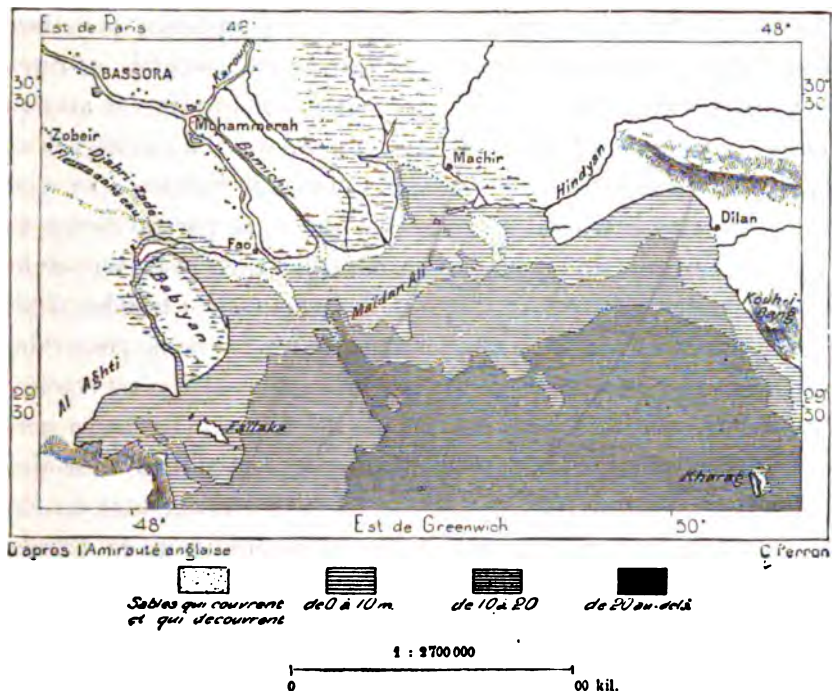 Est de Paris 48°
30° 30
BASSORA
Karoun
30° 30
Mohammerah
Zobeir
Djahri-Zade
Bamichir
Machir
Hindyan
Dilan
Fao
Maidan Ali
Babiyan
Kouh-i-Bang
29° 30
29° 30
Al Aghti
Faïlaka
Kharag
48° Est de Greenwich 50°
D'après l'Amirauté anglaise C Perron
Sables qui couvrent et qui découvrent
de 0 à 10 m.
de 10 à 20
de 20 au-delà
1 : 2700000
0 00 kil.